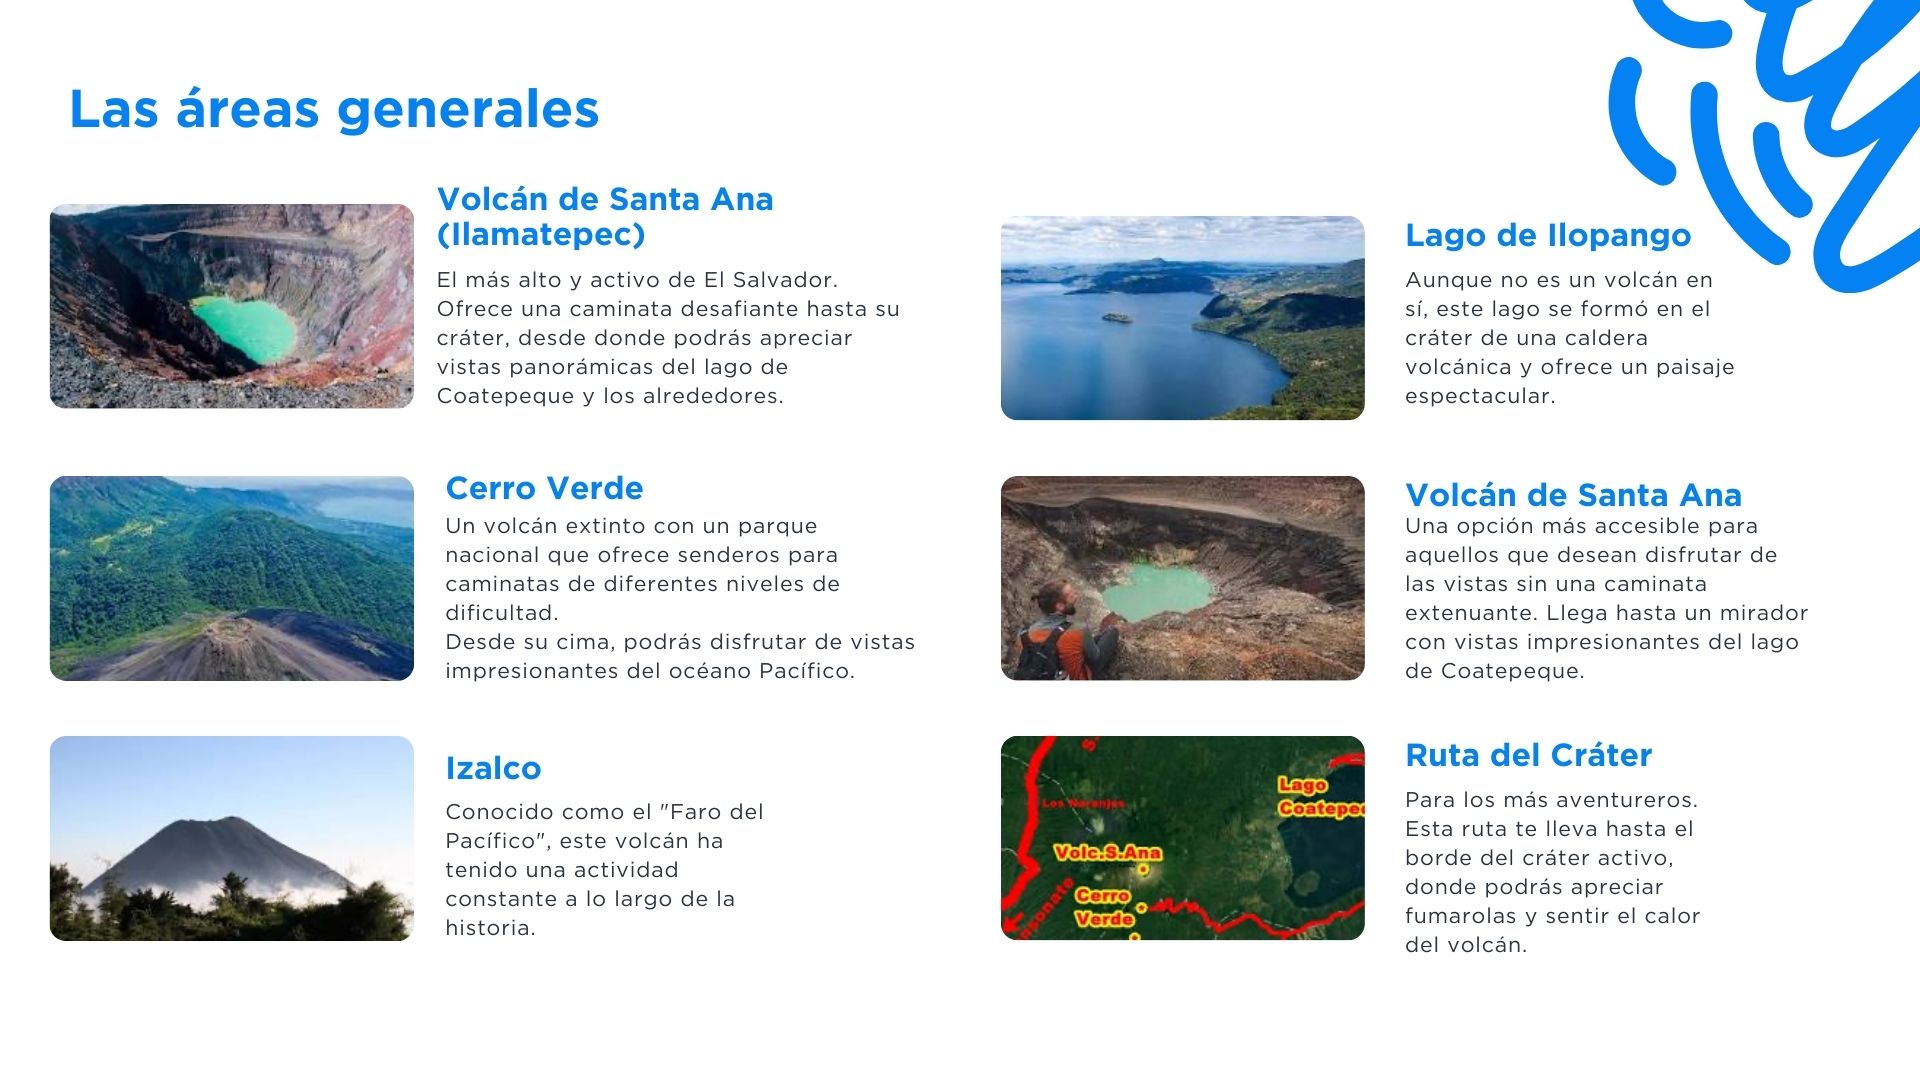 Las áreas generales
Volcán de Santa Ana
(Ilamatepec)
El más alto y activo de El Salvador.
Ofrece una caminata desafiante hasta su
cráter, desde donde podrás apreciar
vistas panorámicas del lago de
Coatepeque y los alrededores.
Cerro Verde
Un volcán extinto con un parque
nacional que ofrece senderos para
caminatas de diferentes niveles de
dificultad.
Desde su cima, podrás disfrutar de vistas
impresionantes del océano Pacífico.
Izalco
Conocido como el "Faro del
Pacífico", este volcán ha
tenido una actividad
constante a lo largo de la
historia.
Lago de Ilopango
Aunque no es un volcán en
sí, este lago se formó en el
cráter de una caldera
volcánica y ofrece un paisaje
espectacular.
Volcán de Santa Ana
Una opción más accesible para
aquellos que desean disfrutar de
las vistas sin una caminata
extenuante. Llega hasta un mirador
con vistas impresionantes del lago
de Coatepeque.
Lago
Coatepec
Los Naranjos
Volc.S.Ana
Cerro
Verde
Ruta del Cráter
Para los más aventureros.
Esta ruta te lleva hasta el
borde del cráter activo,
donde podrás apreciar
fumarolas y sentir el calor
del volcán.